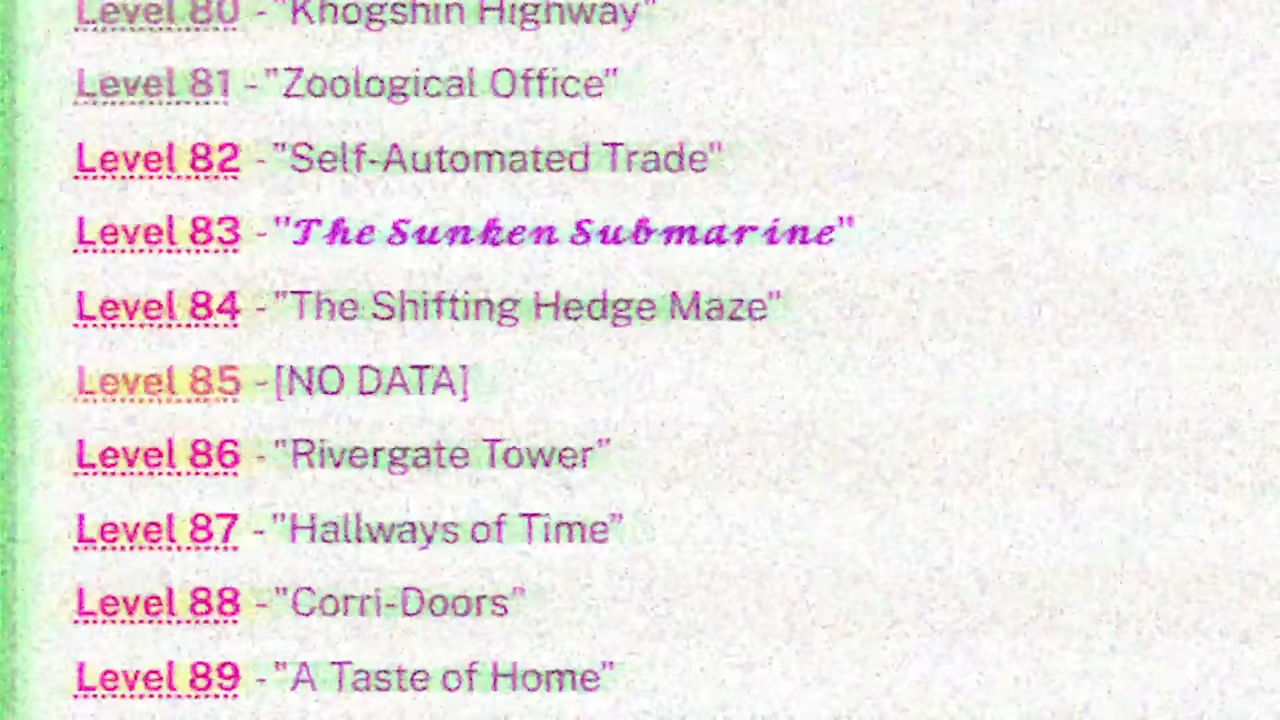 Level 80 - "Khogshin Highway"
Level 81 - "Zoological Office"
Level 82 - "Self-Automated Trade"
Level 83 - "The Sunken Submarine"
Level 84 - "The Shifting Hedge Maze"
Level 85 - [NO DATA]
Level 86 - "Rivergate Tower"
Level 87 - "Hallways of Time"
Level 88 - "Corri-Doors"
Level 89 - "A Taste of Home"